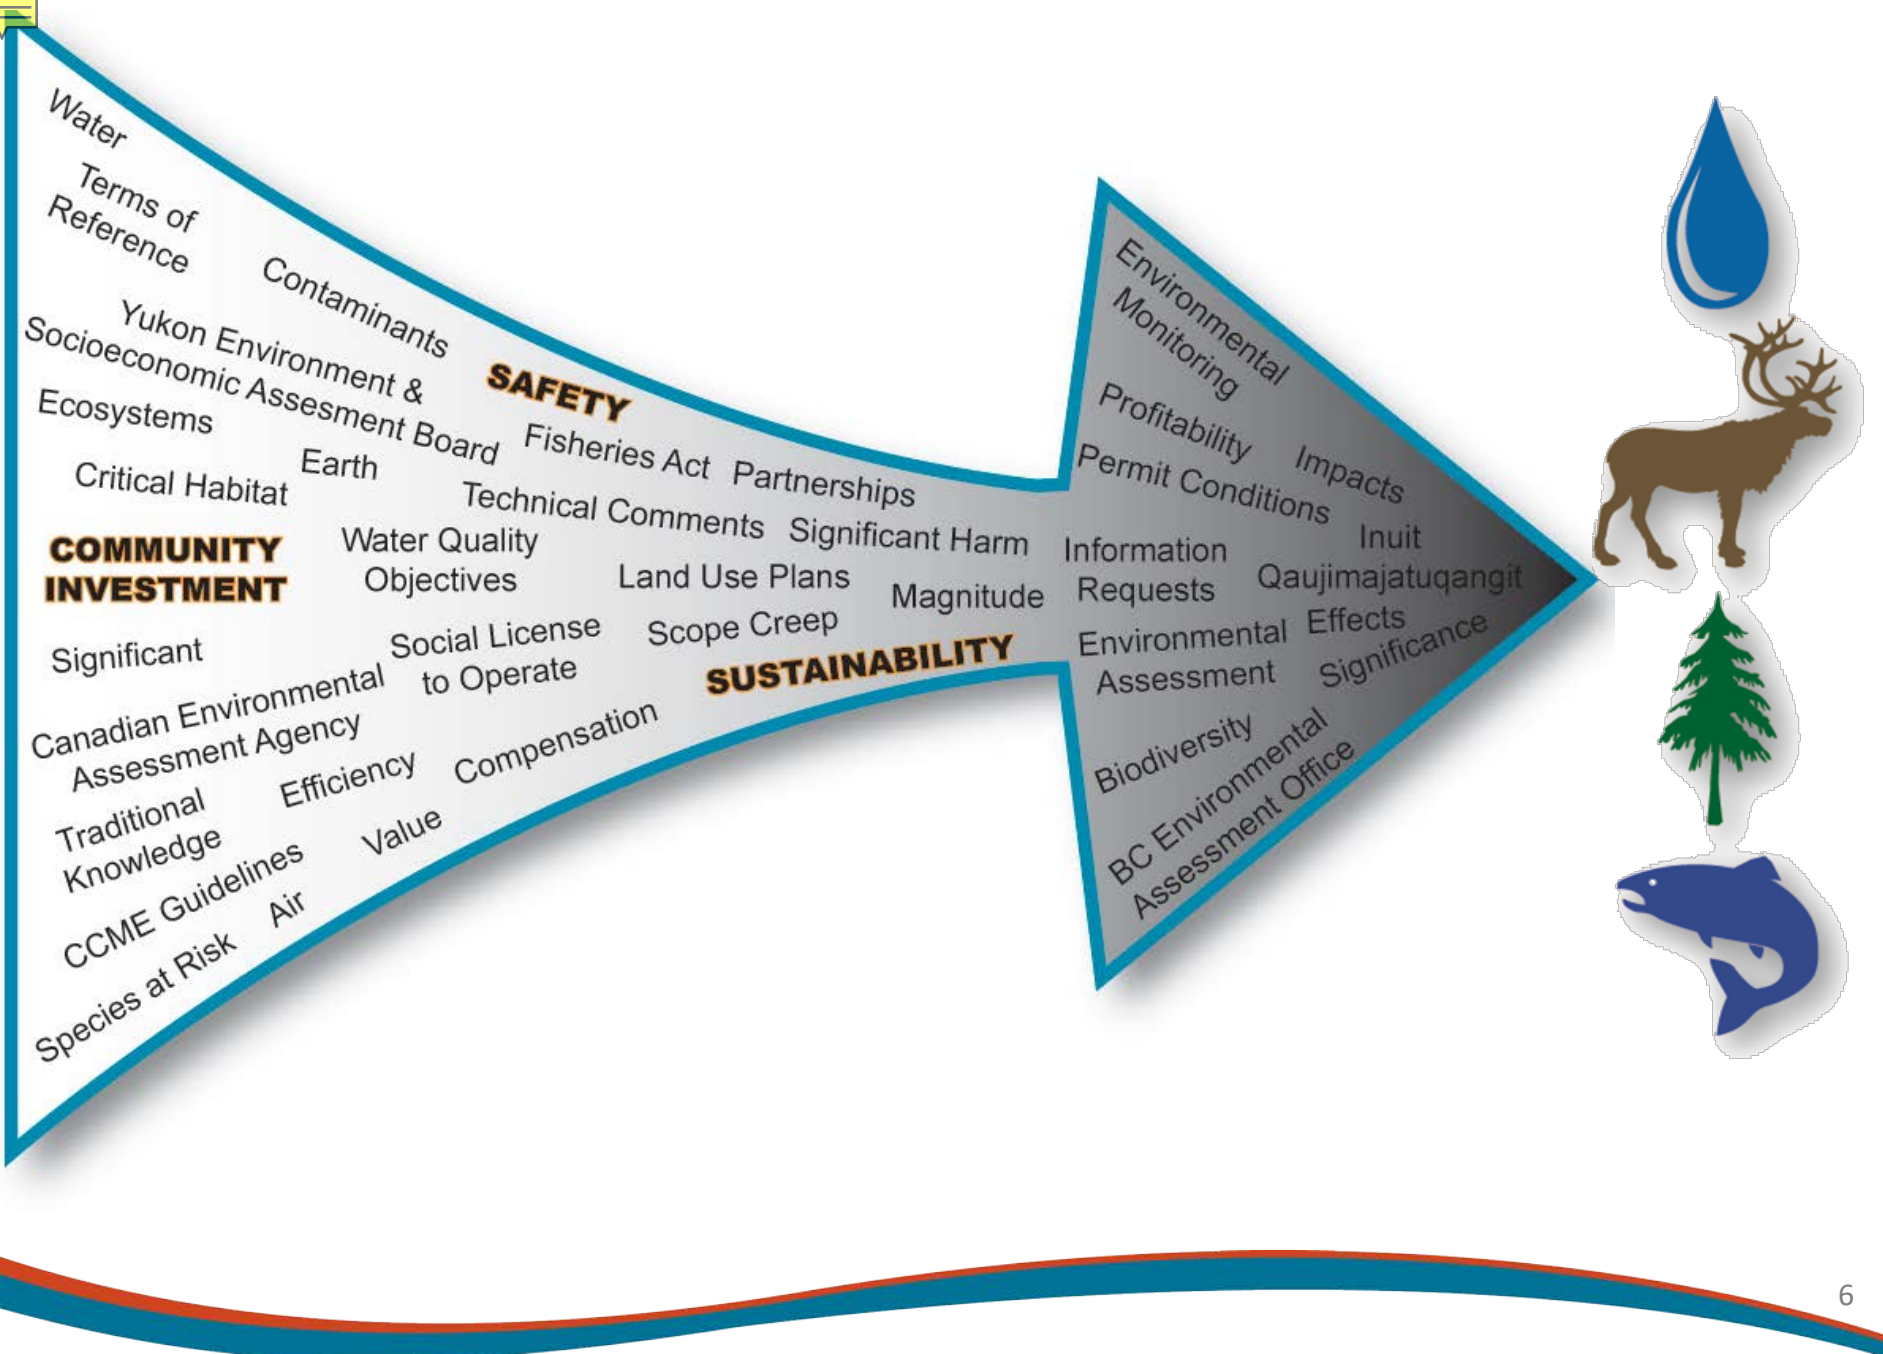 Water
Terms of
Reference
Contaminants
Yukon Environment &
Socioeconomic Assesment Board
SAFETY
Ecosystems
Earth
Fisheries Act
Partnerships
Critical Habitat
Technical Comments
Significant Harm
COMMUNITY
INVESTMENT
Water Quality
Objectives
Land Use Plans
Magnitude
Significant
Social License
to Operate
Scope Creep
SUSTAINABILITY
Canadian Environmental
Assessment Agency
Efficiency
Compensation
Traditional
Knowledge
Value
CCME Guidelines
Air
Species at Risk
Environmental
Monitoring
Profitability
Impacts
Permit Conditions
Information
Requests
Inuit
Qaujimajatuqangit
Environmental
Assessment
Effects
Significance
Biodiversity
BC Environmental
Assessment Office
6